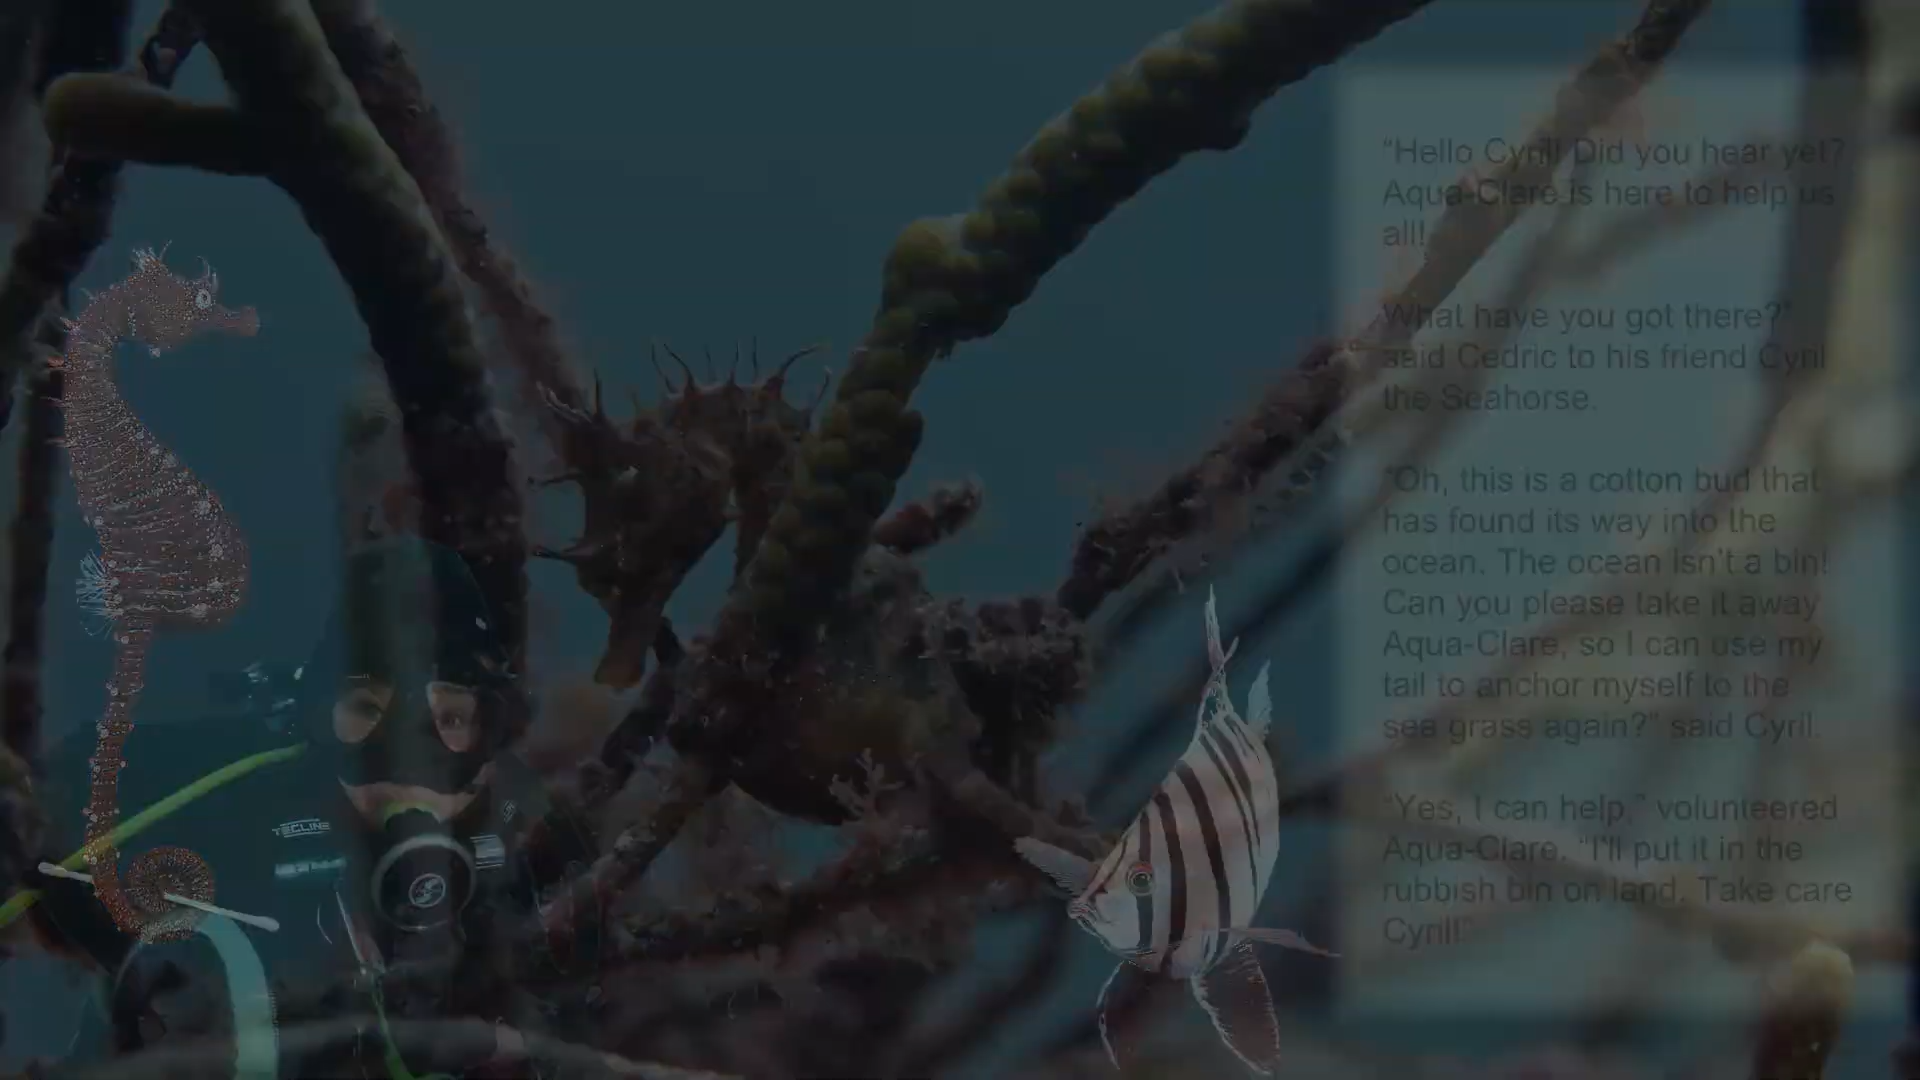 “Hello Cyril! Did you hear yet?
Aqua-Clare is here to help us
all!
What have you got there?”
said Cedric to his friend Cyril
the Seahorse.
“Oh, this is a cotton bud that
has found its way into the
ocean. The ocean isn't a bin!
Can you please take it away
Aqua-Clare, so I can use my
tail to anchor myself to the
sea grass again?” said Cyril.
“Yes, I can help,” volunteered
Aqua-Clare. “I'll put it in the
rubbish bin on land. Take care
Cyril!”
TECLINE